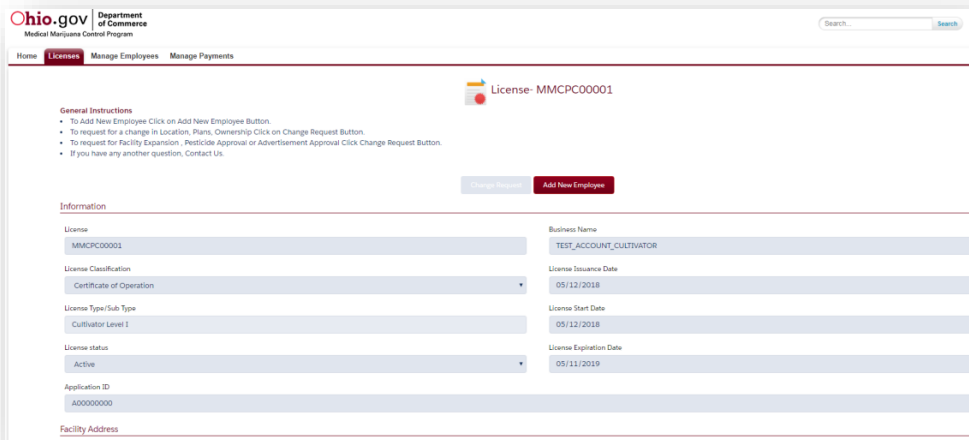 Ohio.gov Department
of Commerce
Medical Marijuana Control Program
Search...
Search
Home Licenses Manage Employees Manage Payments
License- MMCPC00001
General Instructions
• To Add New Employee Click on Add New Employee Button.
• To request for a change in Location, Plans, Ownership Click on Change Request Button.
• To request for Facility Expansion , Pesticide Approval or Advertisement Approval Click Change Request Button.
• If you have any another question, Contact Us.
Change Request Add New Employee
Information
License Business Name
MMCPC00001 TEST_ACCOUNT_CULTIVATOR
License Classification License Issuance Date
Certificate of Operation 05/12/2018
License Type/Sub Type License Start Date
Cultivator Level I 05/12/2018
License status License Expiration Date
Active 05/11/2019
Application ID
A00000000
Facility Address